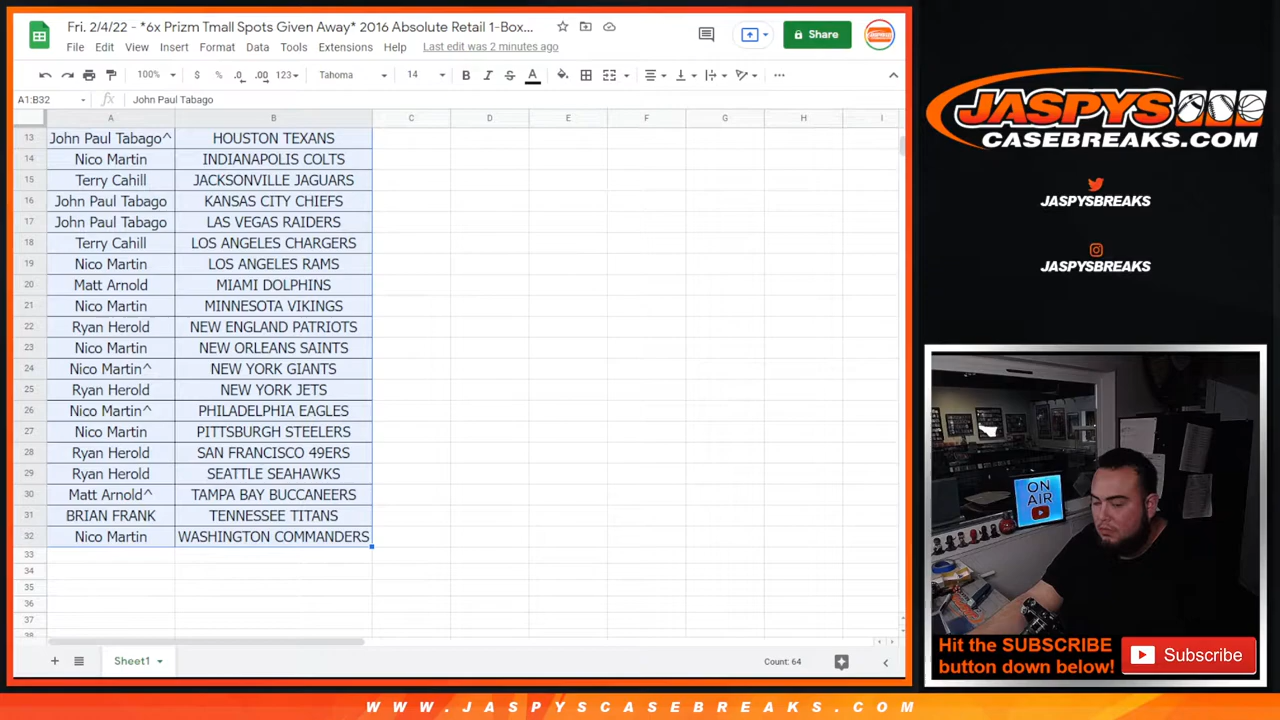 Fri. 2/4/22 - *6x Prizm Tmall Spots Given Away* 2016 Absolute Retail 1-Box...
File Edit View Insert Format Data Tools Extensions Help Last edit was 2 minutes ago
Share
100% $ % .0 .00 123 Tahoma 14 B I S A
A1:B32 fx John Paul Tabago
A B C D E F G H I
13 John Paul Tabago^ HOUSTON TEXANS
14 Nico Martin INDIANAPOLIS COLTS
15 Terry Cahill JACKSONVILLE JAGUARS
16 John Paul Tabago KANSAS CITY CHIEFS
17 John Paul Tabago LAS VEGAS RAIDERS
18 Terry Cahill LOS ANGELES CHARGERS
19 Nico Martin LOS ANGELES RAMS
20 Matt Arnold MIAMI DOLPHINS
21 Nico Martin MINNESOTA VIKINGS
22 Ryan Herold NEW ENGLAND PATRIOTS
23 Nico Martin NEW ORLEANS SAINTS
24 Nico Martin^ NEW YORK GIANTS
25 Ryan Herold NEW YORK JETS
26 Nico Martin^ PHILADELPHIA EAGLES
27 Nico Martin PITTSBURGH STEELERS
28 Ryan Herold SAN FRANCISCO 49ERS
29 Ryan Herold SEATTLE SEAHAWKS
30 Matt Arnold^ TAMPA BAY BUCCANEERS
31 BRIAN FRANK TENNESSEE TITANS
32 Nico Martin WASHINGTON COMMANDERS
33
34
35
36
37
38
Sheet1 Count: 64
JASPYS
CASEBREAKS.COM
JASPYSBREAKS
JASPYSBREAKS
ON
AIR
Hit the SUBSCRIBE
button down below!
Subscribe
WWW.JASPYSCASEBREAKS.COM